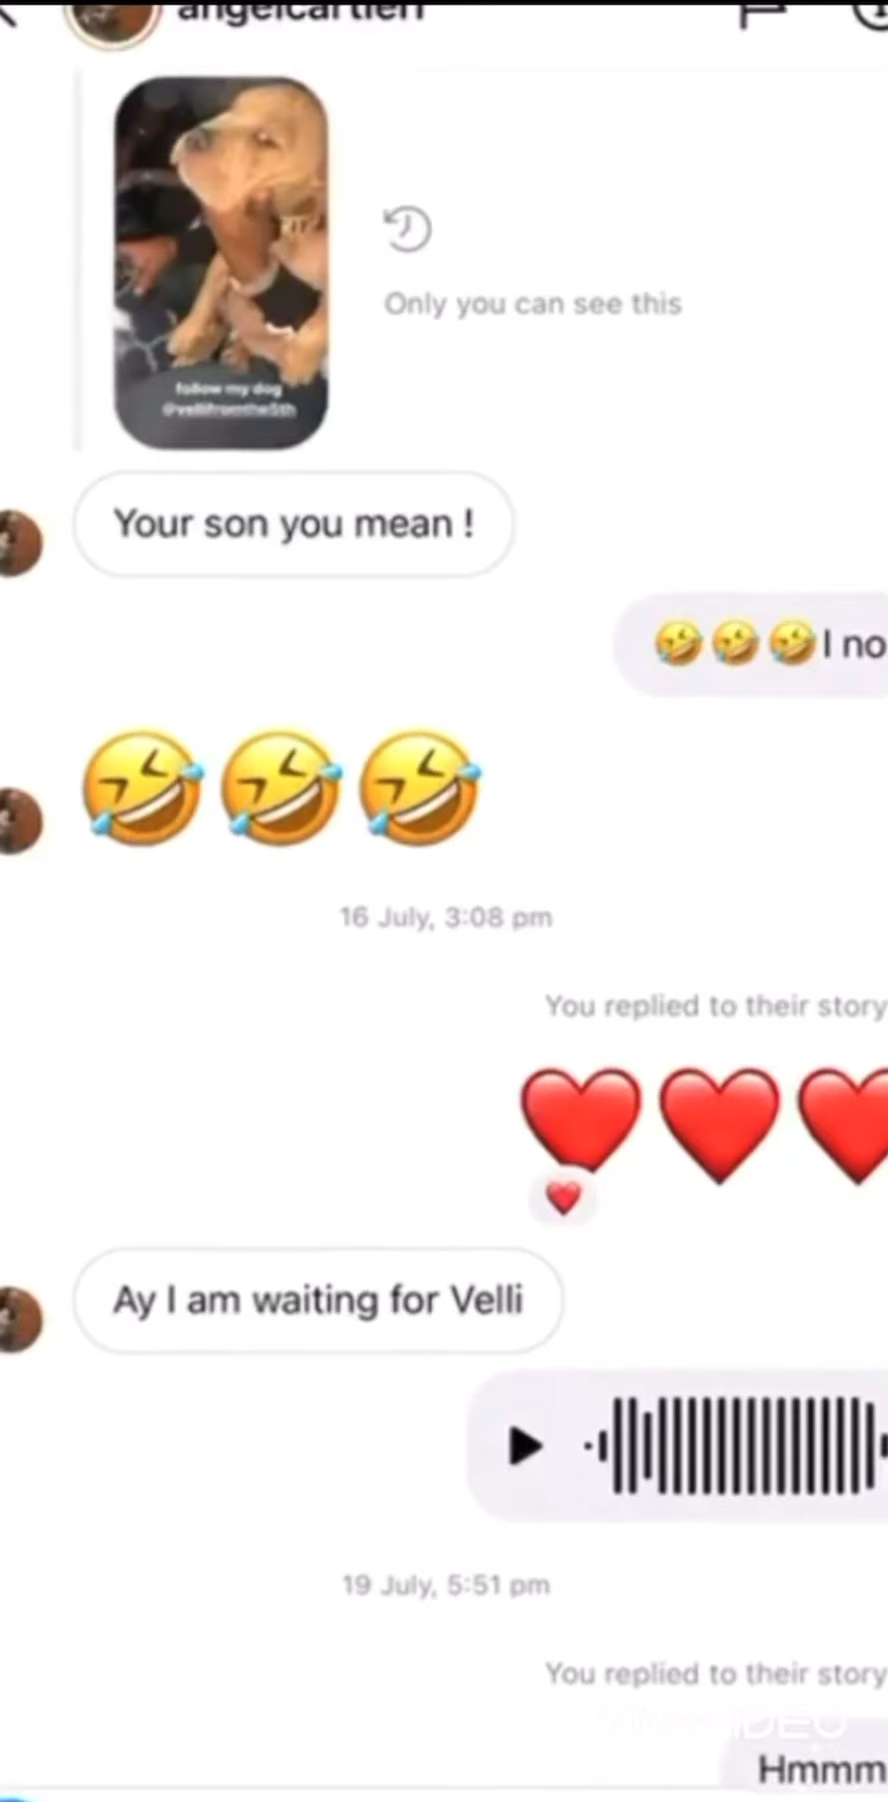 Only you can see this
follow my dog
@vellifromthe5th
Your son you mean !
🤣🤣🤣I no
🤣🤣🤣
16 July, 3:08 pm
You replied to their story
❤️❤️❤️
❤️
Ay I am waiting for Velli
19 July, 5:51 pm
You replied to their story
Hmmm